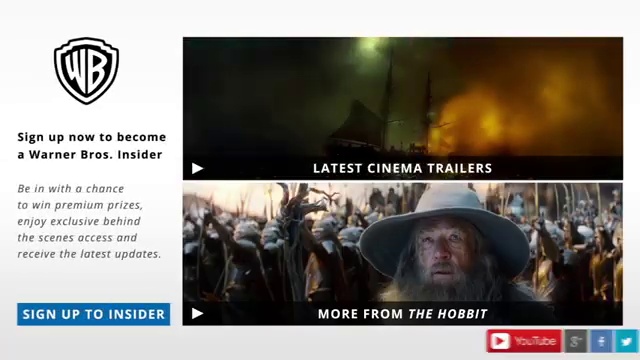 WB
Sign up now to become
a Warner Bros. Insider
Be in with a chance
to win premium prizes,
enjoy exclusive behind
the scenes access and
receive the latest updates.
SIGN UP TO INSIDER
LATEST CINEMA TRAILERS
MORE FROM THE HOBBIT
YouTube